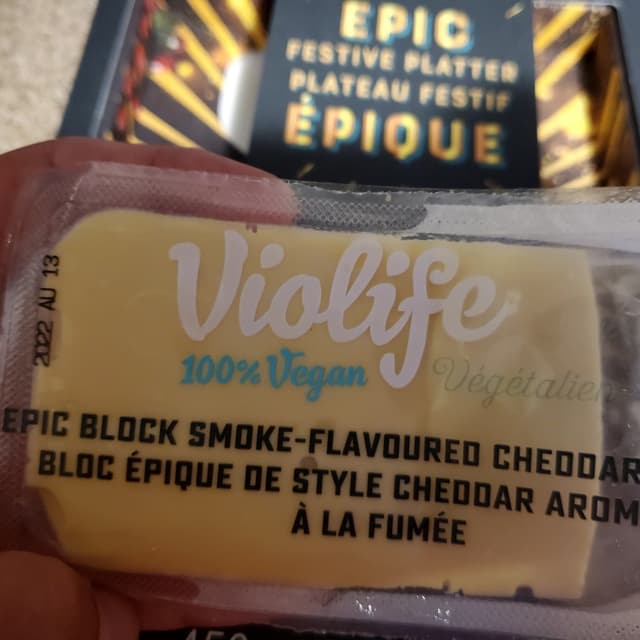 EPIC
FESTIVE PLATTER
PLATEAU FESTIF
ÉPIQUE
2022 AU 13
Violife
100% Vegan
Végétalien
EPIC BLOCK SMOKE-FLAVOURED CHEDDAR
BLOC ÉPIQUE DE STYLE CHEDDAR AROM
À LA FUMÉE